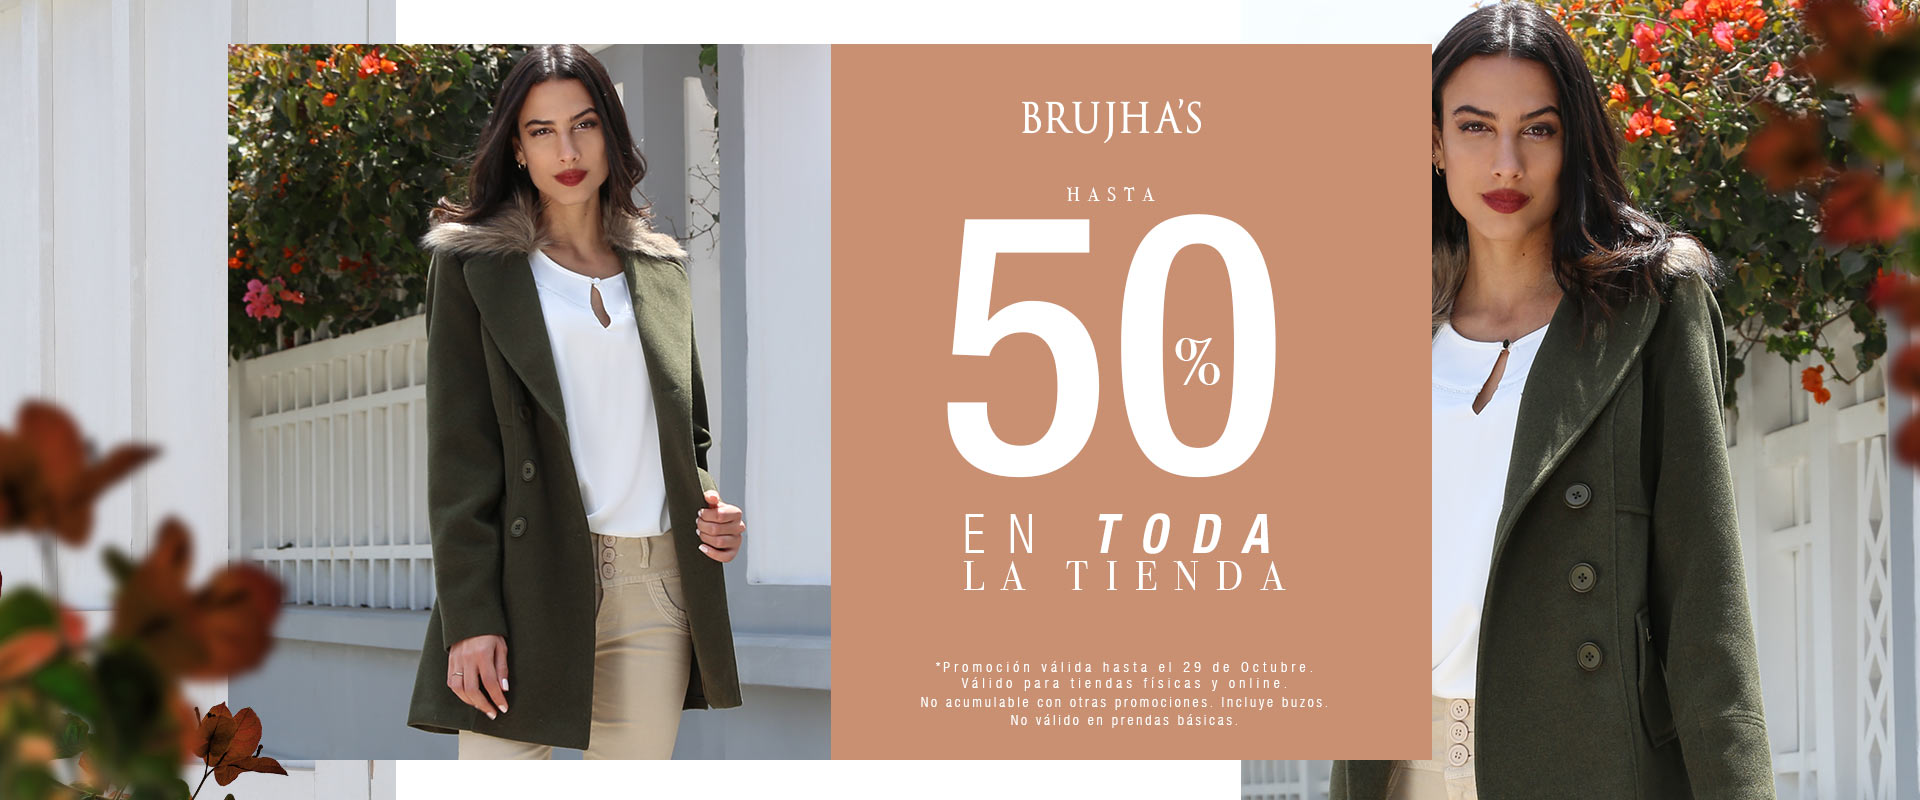 BRUJHA'S
HASTA
50%
EN TODA
LA TIENDA
*Promoción válida hasta el 29 de Octubre.
Válido para tiendas físicas y online.
No acumulable con otras promociones. Incluye buzos.
No válido en prendas básicas.